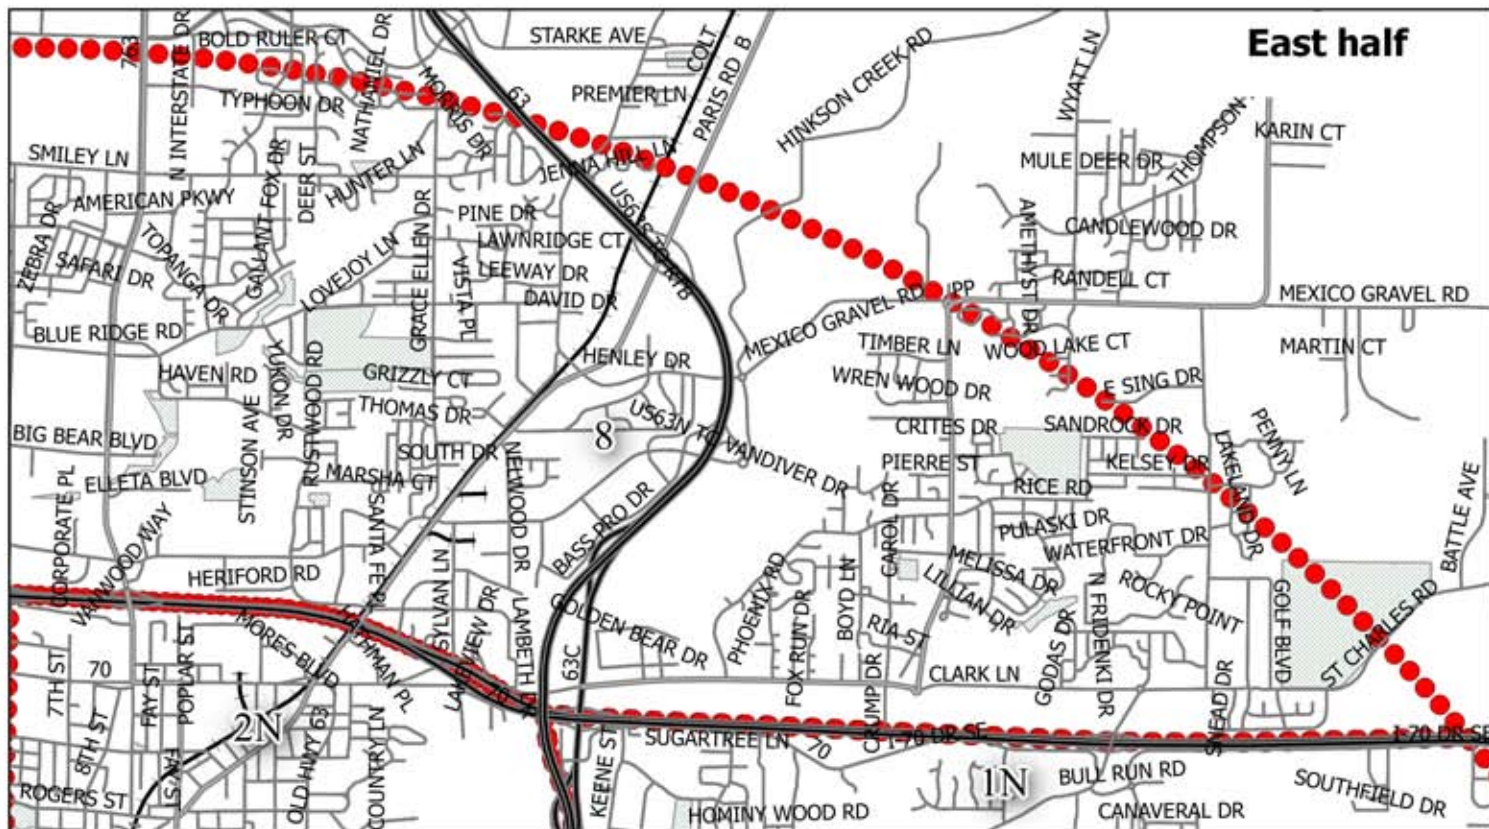 East half
BOLD RULER CT
STARKE AVE
763
N INTERSTATE DR
NATHANIEL DR
63
COLT
PARIS RD B
HINKSON CREEK RD
WYATT LN
TYPHOON DR
MORRIS DR
PREMIER LN
THOMPSON
KARIN CT
SMILEY LN
HUNTER LN
JENNA HILL LN
MULE DEER DR
AMERICAN PKWY
GALLANT FOX DR
DEER ST
PINE DR
US63S TO RTB
AMETHYST DR
CANDLEWOOD DR
ZEBRA DR
SAFARI DR
TOPANGA DR
LOVEJOY LN
GRACE ELLEN DR
VISTA PL
LAWNRIDGE CT
LEEWAY DR
DAVID DR
RANDELL CT
PP
MEXICO GRAVEL RD
MEXICO GRAVEL RD
BLUE RIDGE RD
HENLEY DR
TIMBER LN
WOOD LAKE CT
MARTIN CT
HAVEN RD
YUKON DR
RUSTWOOD RD
GRIZZLY CT
WREN WOOD DR
E SING DR
STINSON AVE
THOMAS DR
US63N TO VANDIVER DR
CRITES DR
SANDROCK DR
PENNY LN
BIG BEAR BLVD
8
SOUTH DR
NELWOOD DR
PIERRE ST
KELSEY DR
LAKELAND DR
ELLETA BLVD
MARSHA CT
RICE RD
BATTLE AVE
CORPORATE PL
SANTA FE PL
BASS PRO DR
CAROL DR
PULASKI DR
WATERFRONT DR
HERIFORD RD
SYLVAN LN
PHOENIX RD
BOYD LN
MELISSA DR
LILIAN DR
N FRIDENKI DR
ROCKY POINT
GOLF BLVD
ST CHARLES RD
MORES BLVD
LAMBETH DR
GOLDEN BEAR DR
FOX RUN DR
RIA ST
GODAS DR
7TH ST
70
FAY ST
POPLAR ST
63C
CLARK LN
CRUMP DR
SNEAD DR
2N
8TH ST
FAY ST
OLD HWY 63
KEENE ST
SUGARTREE LN
70
I-70 DR SE
I-70 DR SE
1N
BULL RUN RD
SOUTHFIELD DR
ROGERS ST
HOMINY WOOD RD
CANAVERAL DR